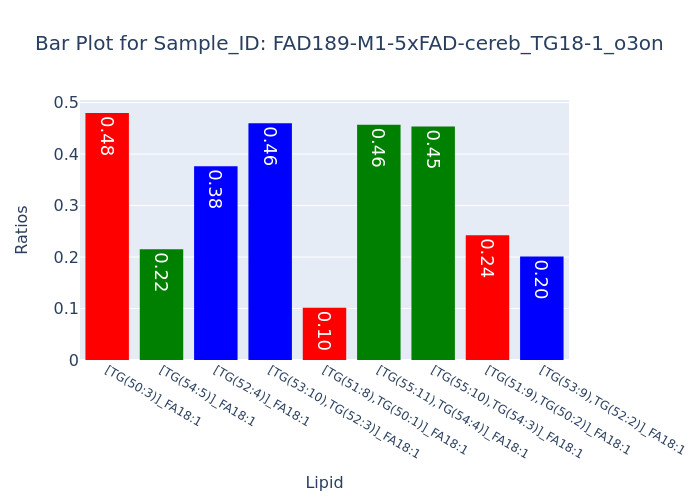 Bar Plot for Sample_ID: FAD189-M1-5xFAD-cereb_TG18-1_o3on
0.5
0.4
0.3
0.2
0.1
0
Ratios
0.48
0.22
0.38
0.46
0.10
0.46
0.45
0.24
0.20
[TG(50:3)]_FA18:1
[TG(54:5)]_FA18:1
[TG(52:4)]_FA18:1
[TG(53:10),TG(52:3)]_FA18:1
[TG(51:8),TG(50:1)]_FA18:1
[TG(55:11),TG(54:4)]_FA18:1
[TG(55:10),TG(54:3)]_FA18:1
[TG(51:9),TG(50:2)]_FA18:1
[TG(53:9),TG(52:2)]_FA18:1
Lipid